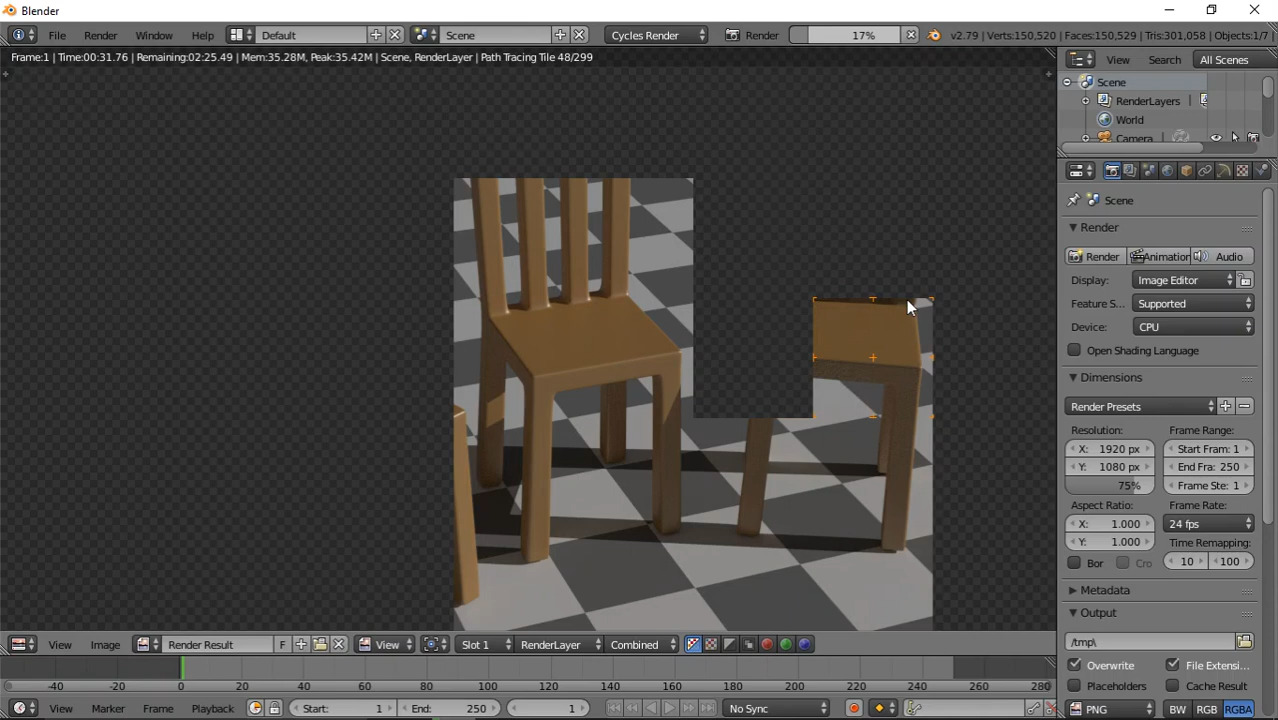 Blender
File Render Window Help Default Scene Cycles Render Render 17% v2.79 | Verts:150,520 | Faces:150,529 | Tris:301,058 | Objects:1/7
Frame:1 | Time:00:31.76 | Remaining:02:25.49 | Mem:35.28M, Peak:35.42M | Scene, RenderLayer | Path Tracing Tile 48/299
View Search All Scenes
Scene
RenderLayers
World
Camera
Scene
Render
Render Animation Audio
Display: Image Editor
Feature S... Supported
Device: CPU
Open Shading Language
Dimensions
Render Presets
Resolution: Frame Range:
X: 1920 px Start Fram: 1
Y: 1080 px End Fra: 250
75% Frame Ste: 1
Aspect Ratio: Frame Rate:
X: 1.000 24 fps
Y: 1.000 Time Remapping:
Bor Cro 10 100
Metadata
Output
/tmp\
Overwrite File Extensi...
Placeholders Cache Result
PNG BW RGB RGBA
View Image Render Result F View Slot 1 RenderLayer Combined
-40 -20 0 20 40 60 80 100 120 140 160 180 200 220 240 260 280
View Marker Frame Playback Start: 1 End: 250 1 No Sync